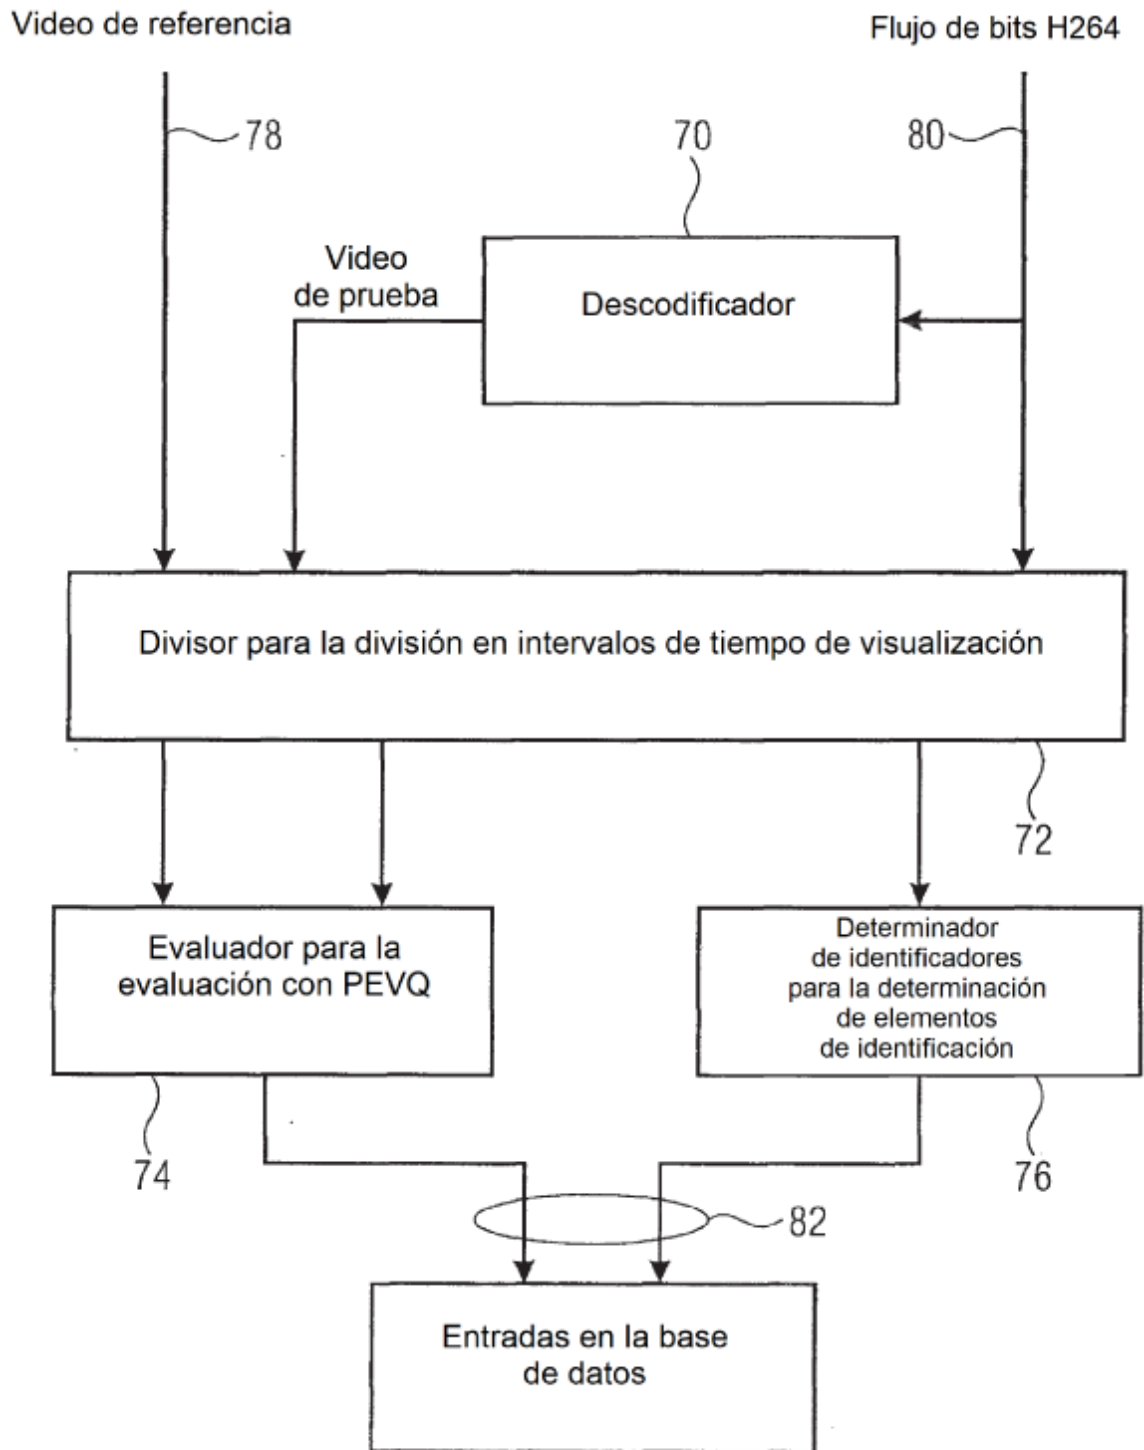 Video de referencia
Flujo de bits H264
78
70
80
Video
de prueba
Descodificador
Divisor para la división en intervalos de tiempo de visualización
72
Evaluador para la
evaluación con PEVQ
Determinador
de identificadores
para la determinación
de elementos
de identificación
74
76
82
Entradas en la base
de datos